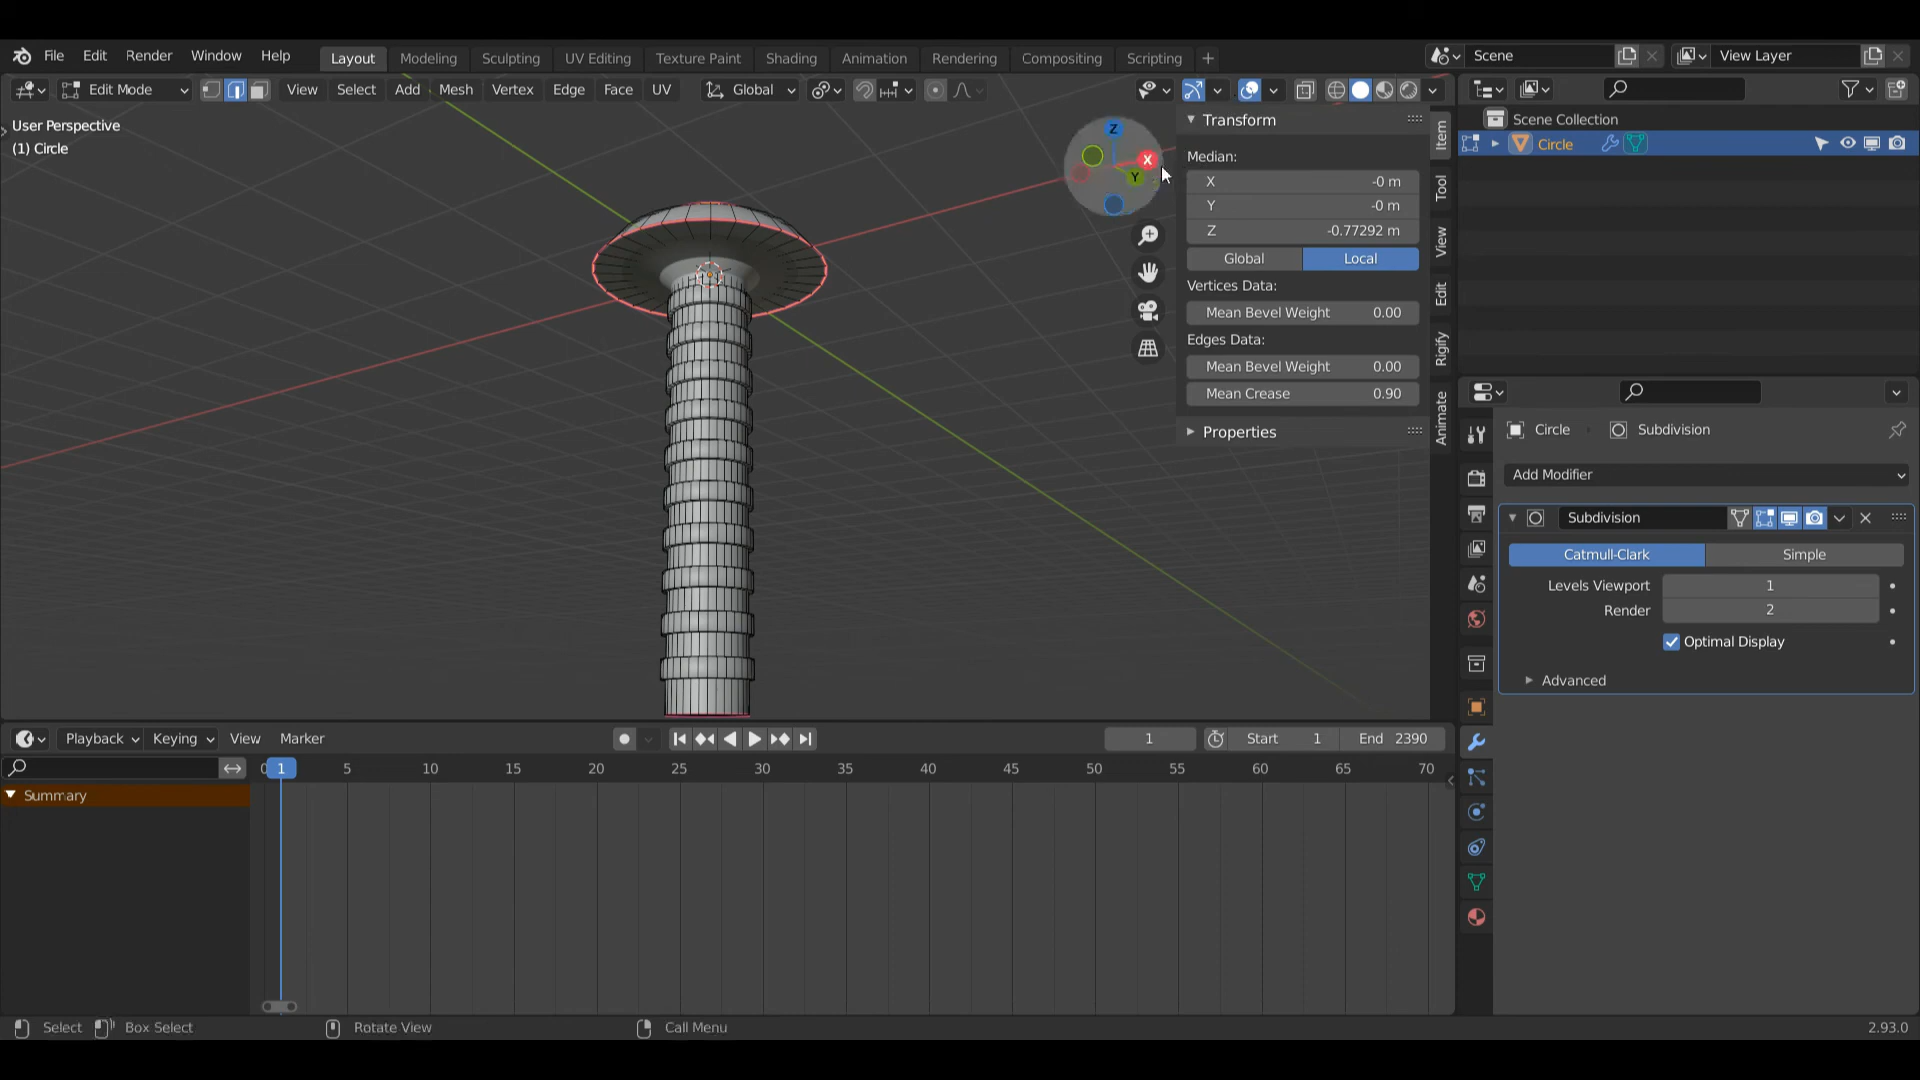 File Edit Render Window Help Layout Modeling Sculpting UV Editing Texture Paint Shading Animation Rendering Compositing Scripting + Scene View Layer
Edit Mode View Select Add Mesh Vertex Edge Face UV Global
User Perspective
(1) Circle
Z
X
Y
Transform
Median:
X -0 m
Y -0 m
Z -0.77292 m
Global Local
Vertices Data:
Mean Bevel Weight 0.00
Edges Data:
Mean Bevel Weight 0.00
Mean Crease 0.90
Properties
Item
Tool
View
Edit
Rigify
Animate
Scene Collection
Circle
Circle Subdivision
Add Modifier
Subdivision
Catmull-Clark Simple
Levels Viewport 1
Render 2
Optimal Display
Advanced
Playback Keying View Marker 1 Start 1 End 2390
0 1 5 10 15 20 25 30 35 40 45 50 55 60 65 70
Summary
Select Box Select Rotate View Call Menu 2.93.0